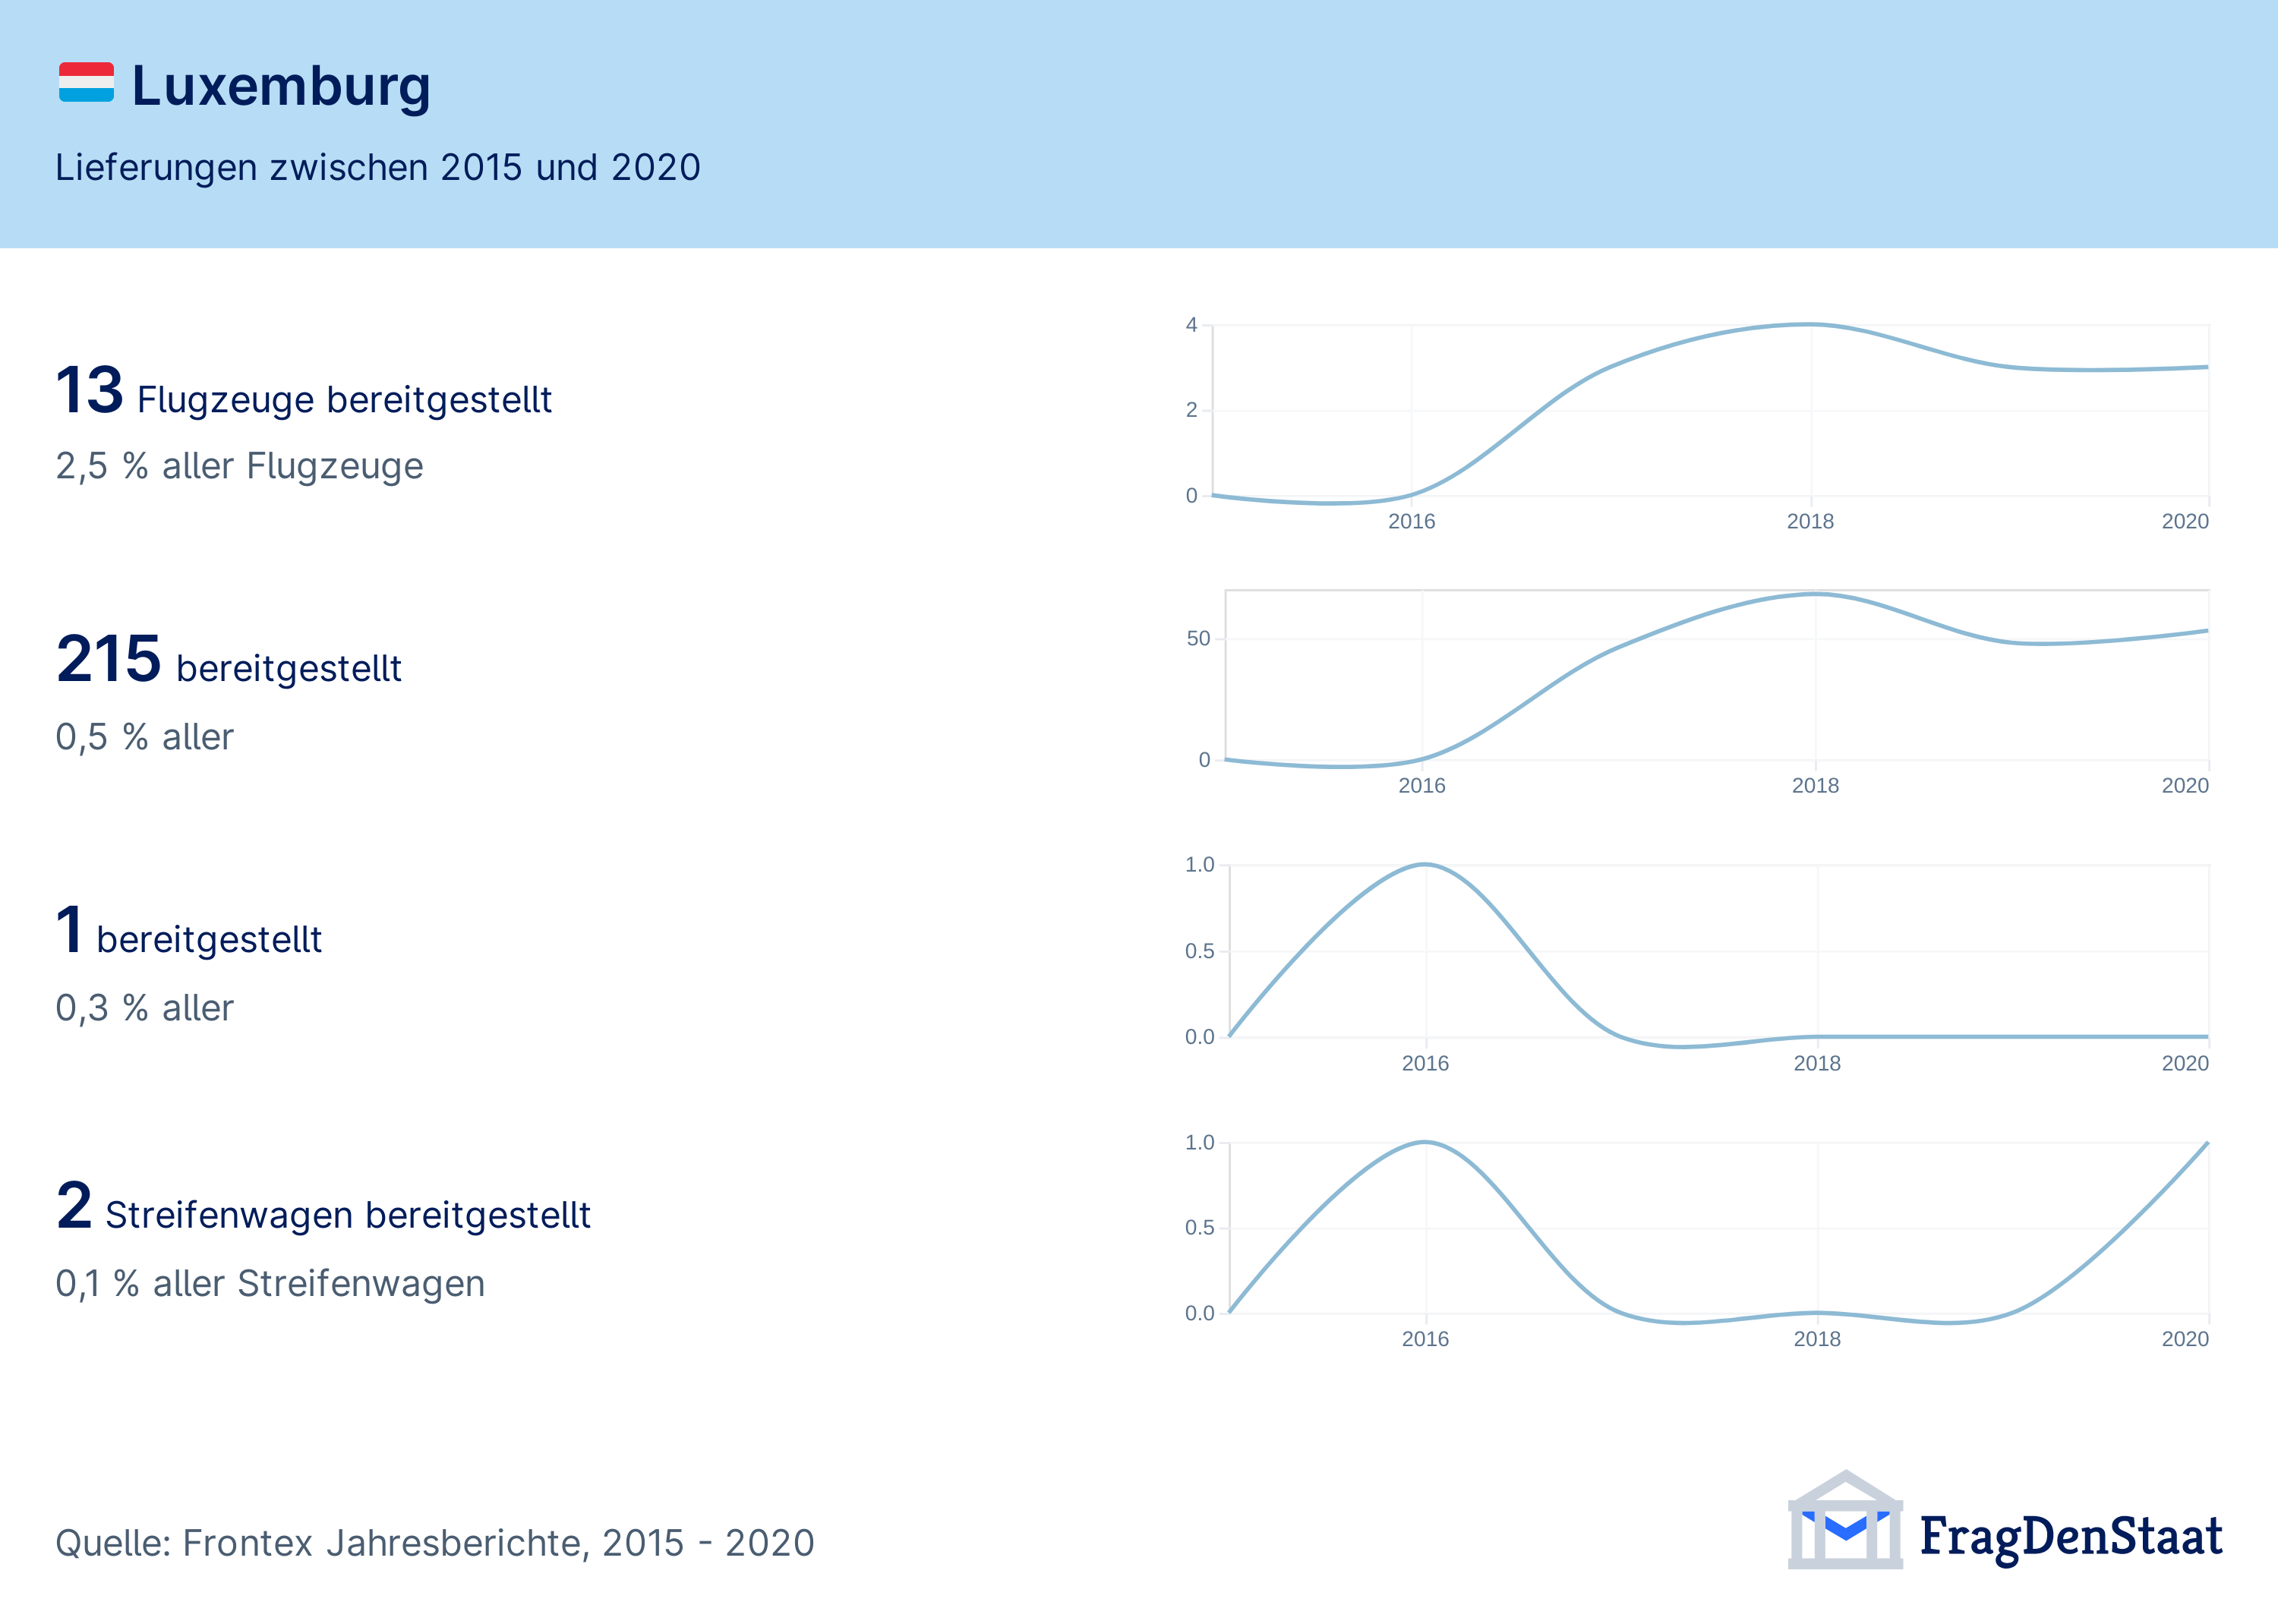 Luxemburg
Lieferungen zwischen 2015 und 2020
13 Flugzeuge bereitgestellt
2,5 % aller Flugzeuge
4
2
0
2016 2018 2020
215 bereitgestellt
0,5 % aller
50
0
2016 2018 2020
1 bereitgestellt
0,3 % aller
1.0
0.5
0.0
2016 2018 2020
2 Streifenwagen bereitgestellt
0,1 % aller Streifenwagen
1.0
0.5
0.0
2016 2018 2020
Quelle: Frontex Jahresberichte, 2015 - 2020
FragDenStaat